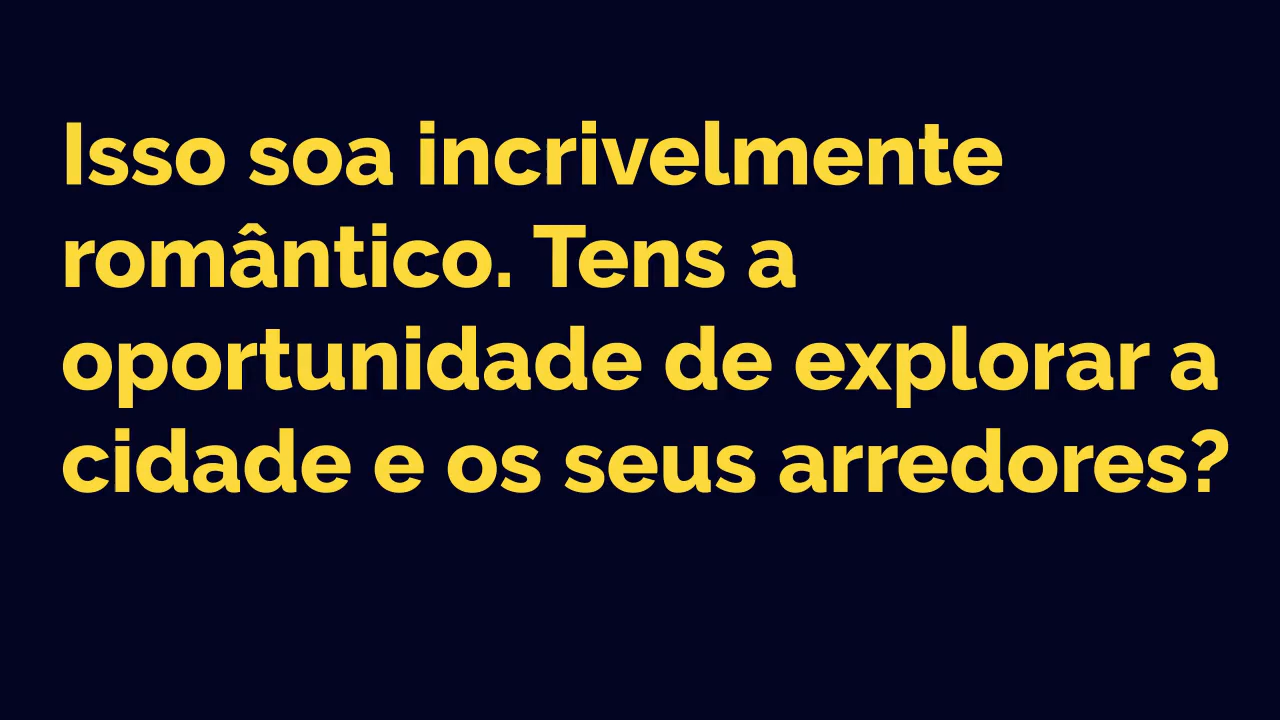 Isso soa incrivelmente
romântico. Tens a
oportunidade de explorar a
cidade e os seus arredores?